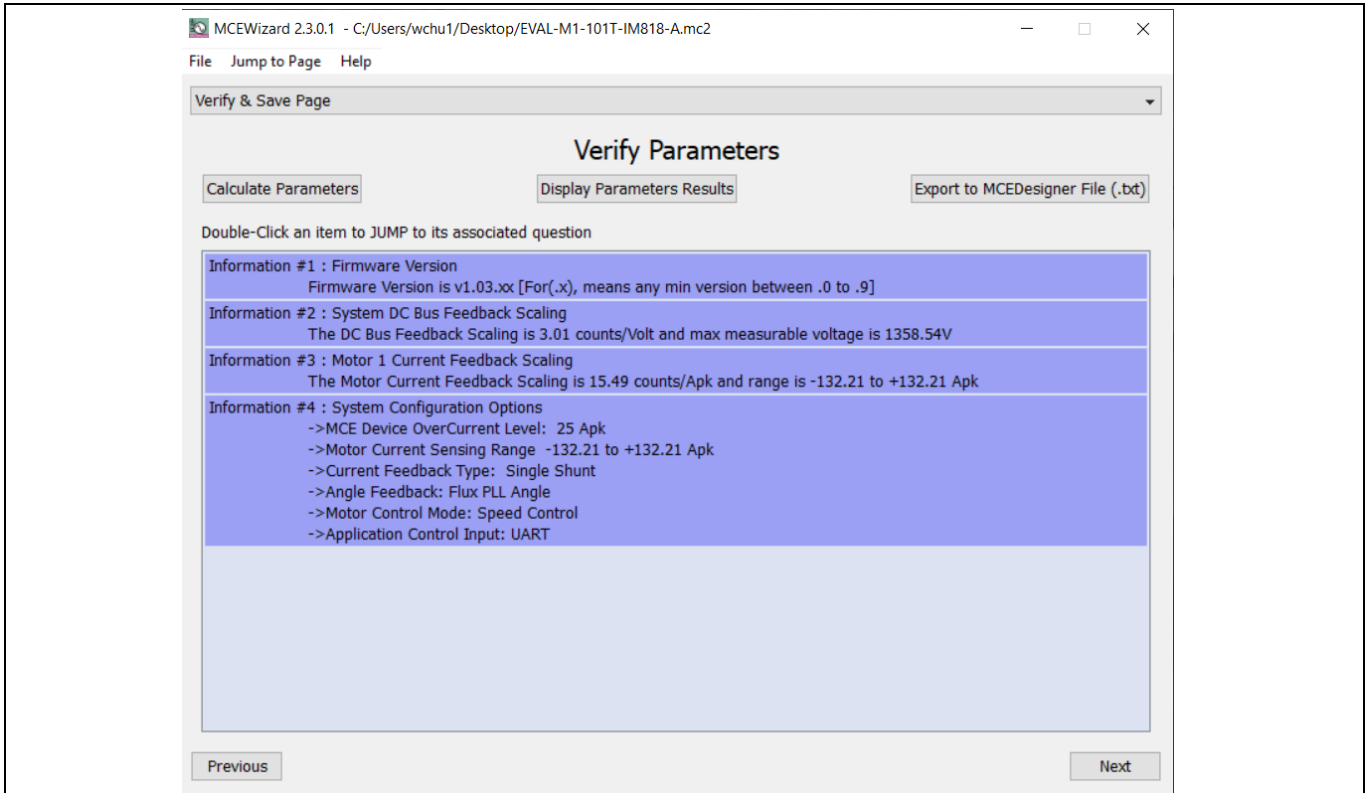 MCEWizard 2.3.0.1 - C:/Users/wchu1/Desktop/EVAL-M1-101T-IM818-A.mc2
File Jump to Page Help
Verify & Save Page
Verify Parameters
Calculate Parameters Display Parameters Results Export to MCEDesigner File (.txt)
Double-Click an item to JUMP to its associated question
Information #1 : Firmware Version
Firmware Version is v1.03.xx [For(.x), means any min version between .0 to .9]
Information #2 : System DC Bus Feedback Scaling
The DC Bus Feedback Scaling is 3.01 counts/Volt and max measurable voltage is 1358.54V
Information #3 : Motor 1 Current Feedback Scaling
The Motor Current Feedback Scaling is 15.49 counts/Apk and range is -132.21 to +132.21 Apk
Information #4 : System Configuration Options
->MCE Device OverCurrent Level: 25 Apk
->Motor Current Sensing Range -132.21 to +132.21 Apk
->Current Feedback Type: Single Shunt
->Angle Feedback: Flux PLL Angle
->Motor Control Mode: Speed Control
->Application Control Input: UART
Previous Next